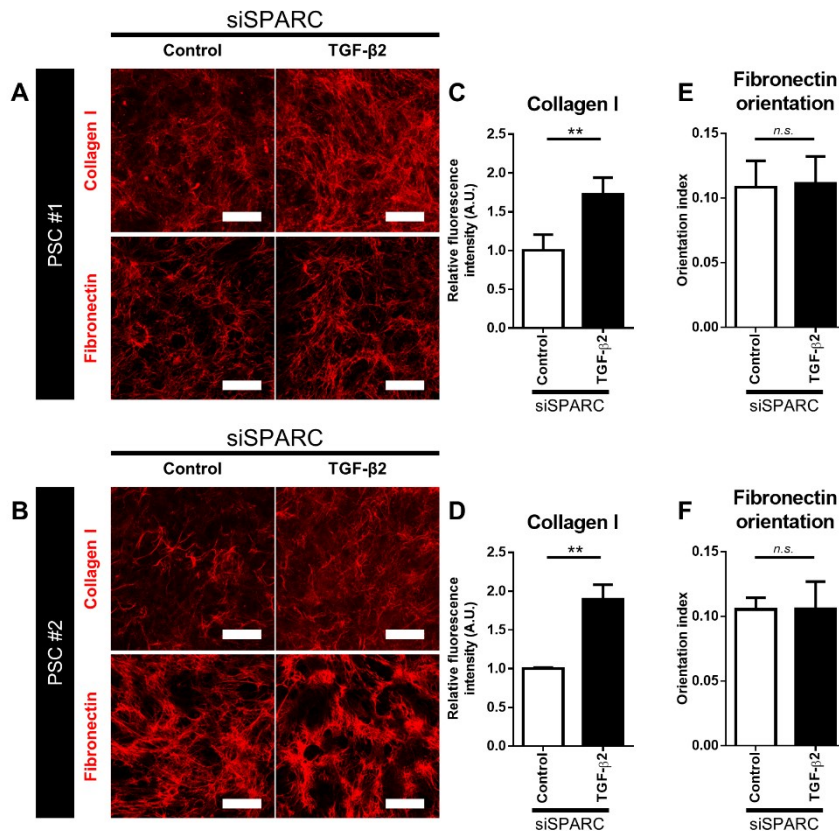 siSPARC
Control
TGF-β2
A
PSC #1
Collagen I
Fibronectin
C
Collagen I
Relative fluorescence
intensity (A.U.)
2.5
2.0
1.5
1.0
0.5
0.0
**
Control
TGF-β2
siSPARC
E
Fibronectin
orientation
Orientation index
0.15
0.10
0.05
0.00
n.s.
Control
TGF-β2
siSPARC
siSPARC
Control
TGF-β2
B
PSC #2
Collagen I
Fibronectin
D
Collagen I
Relative fluorescence
intensity (A.U.)
2.5
2.0
1.5
1.0
0.5
0.0
**
Control
TGF-β2
siSPARC
F
Fibronectin
orientation
Orientation index
0.15
0.10
0.05
0.00
n.s.
Control
TGF-β2
siSPARC